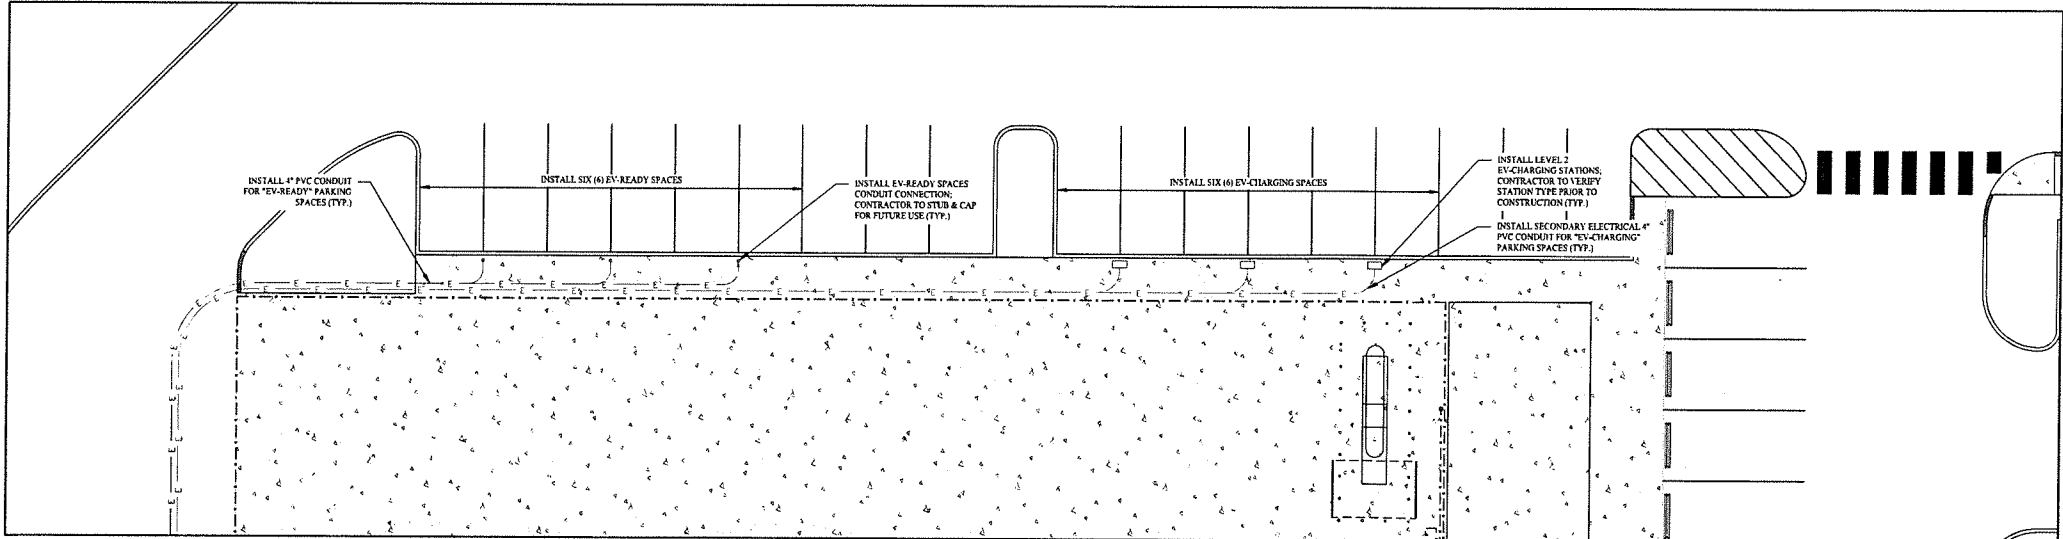 INSTALL 4" PVC CONDUIT
FOR "EV-READY" PARKING
SPACES (TYP.)
INSTALL SIX (6) EV-READY SPACES
INSTALL EV-READY SPACES
CONDUIT CONNECTION;
CONTRACTOR TO STUB & CAP
FOR FUTURE USE (TYP.)
INSTALL SIX (6) EV-CHARGING SPACES
INSTALL LEVEL 2
EV-CHARGING STATIONS;
CONTRACTOR TO VERIFY
STATION TYPE PRIOR TO
CONSTRUCTION (TYP.)
INSTALL SECONDARY ELECTRICAL 4"
PVC CONDUIT FOR "EV-CHARGING"
PARKING SPACES (TYP.)